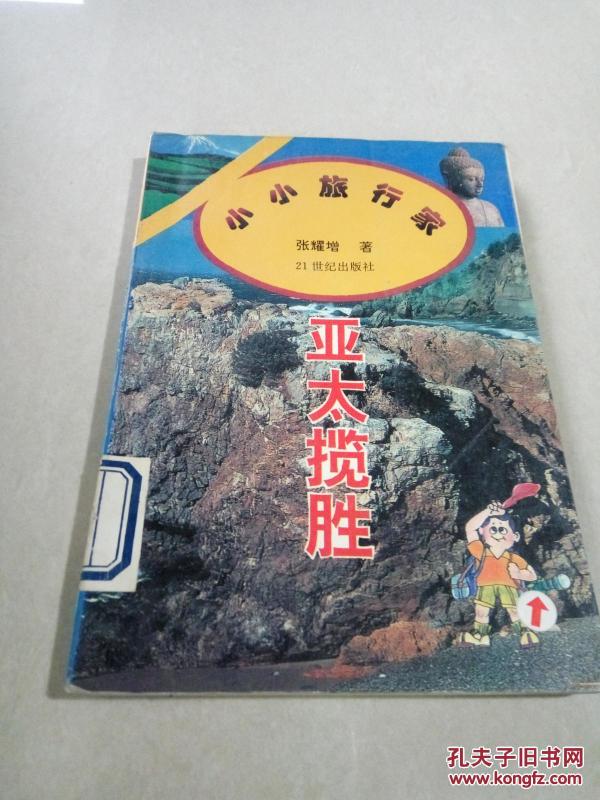 小小旅行家
张耀增 著
21世纪出版社
亚太揽胜
孔夫子旧书网
www.kongfz.com